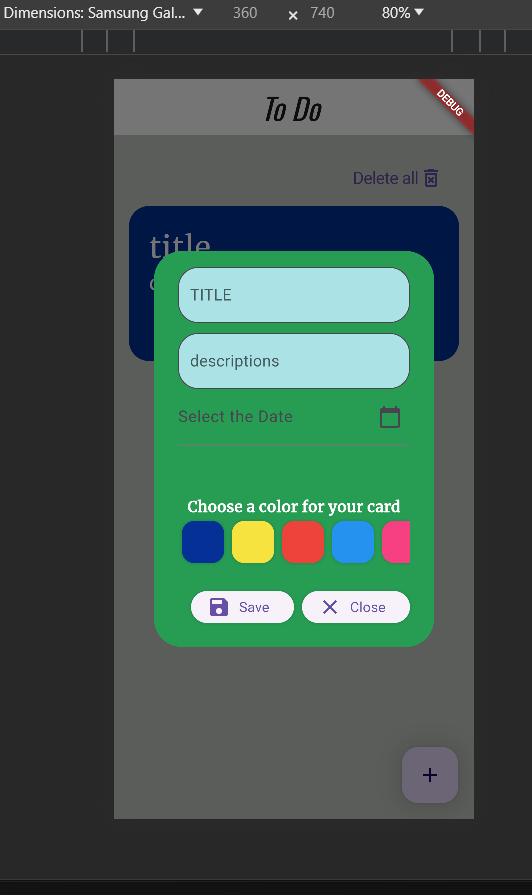 Dimensions: Samsung Gal... 360 × 740 80%
To Do
DEBUG
Delete all
title
TITLE
descriptions
Select the Date
Choose a color for your card
Save Close